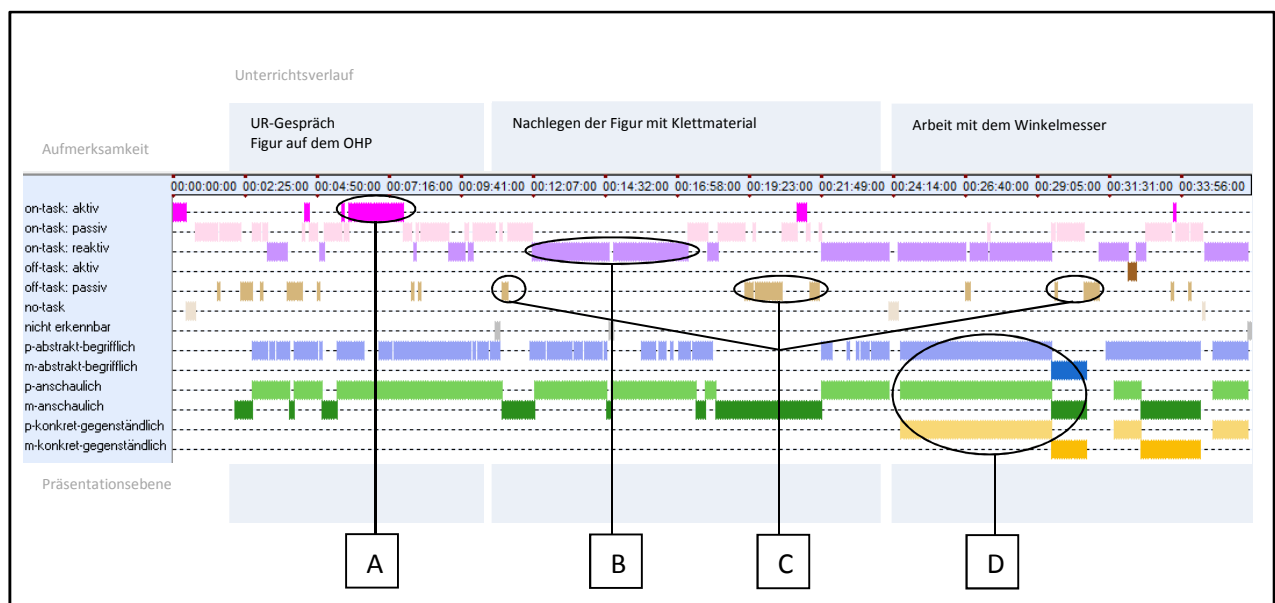 Unterrichtsverlauf
UR-Gespräch
Figur auf dem OHP
Nachlegen der Figur mit Klettmaterial
Arbeit mit dem Winkelmesser
Aufmerksamkeit
00:00:00:00 00:02:25:00 00:04:50:00 00:07:16:00 00:09:41:00 00:12:07:00 00:14:32:00 00:16:58:00 00:19:23:00 00:21:49:00 00:24:14:00 00:26:40:00 00:29:05:00 00:31:31:00 00:33:56:00
on-task: aktiv
on-task: passiv
on-task: reaktiv
off-task: aktiv
off-task: passiv
no-task
nicht erkennbar
p-abstrakt-begrifflich
m-abstrakt-begrifflich
p-anschaulich
m-anschaulich
p-konkret-gegenständlich
m-konkret-gegenständlich
Präsentationsebene
A
B
C
D